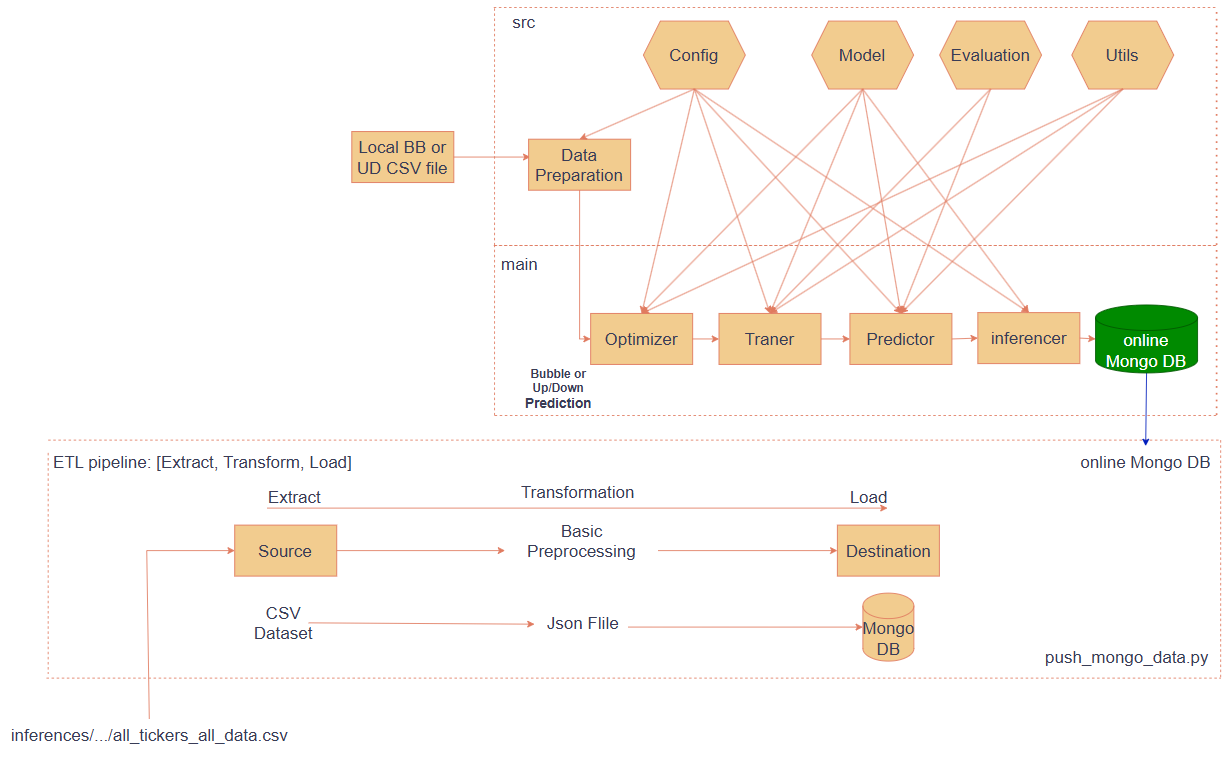 src
Config
Model
Evaluation
Utils
Local BB or
UD CSV file
Data
Preparation
main
Optimizer
Traner
Predictor
inferencer
online
Mongo DB
Bubble or
Up/Down
Prediction
ETL pipeline: [Extract, Transform, Load]
online Mongo DB
Extract
Transformation
Load
Source
Basic
Preprocessing
Destination
CSV
Dataset
Json Flile
Mongo
DB
push_mongo_data.py
inferences/.../all_tickers_all_data.csv